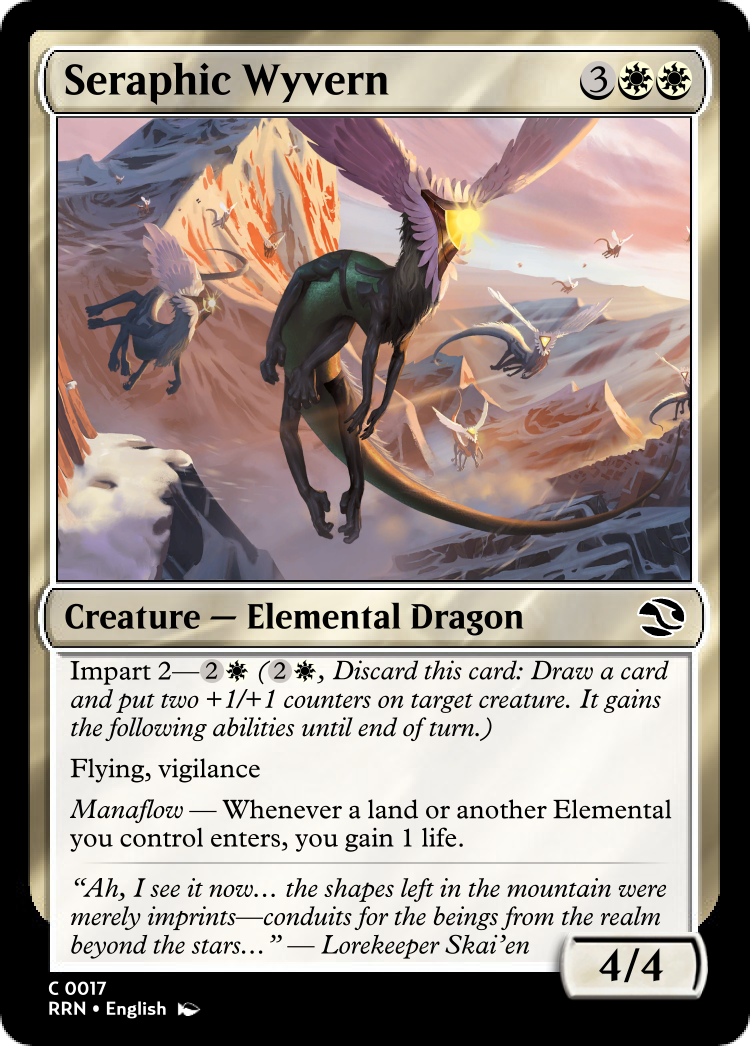 Seraphic Wyvern 3
Creature — Elemental Dragon
Impart 2—2 (2, Discard this card: Draw a card
and put two +1/+1 counters on target creature. It gains
the following abilities until end of turn.)
Flying, vigilance
Manaflow — Whenever a land or another Elemental
you control enters, you gain 1 life.
“Ah, I see it now… the shapes left in the mountain were
merely imprints—conduits for the beings from the realm
beyond the stars…” — Lorekeeper Skai’en
4/4
C 0017
RRN • English